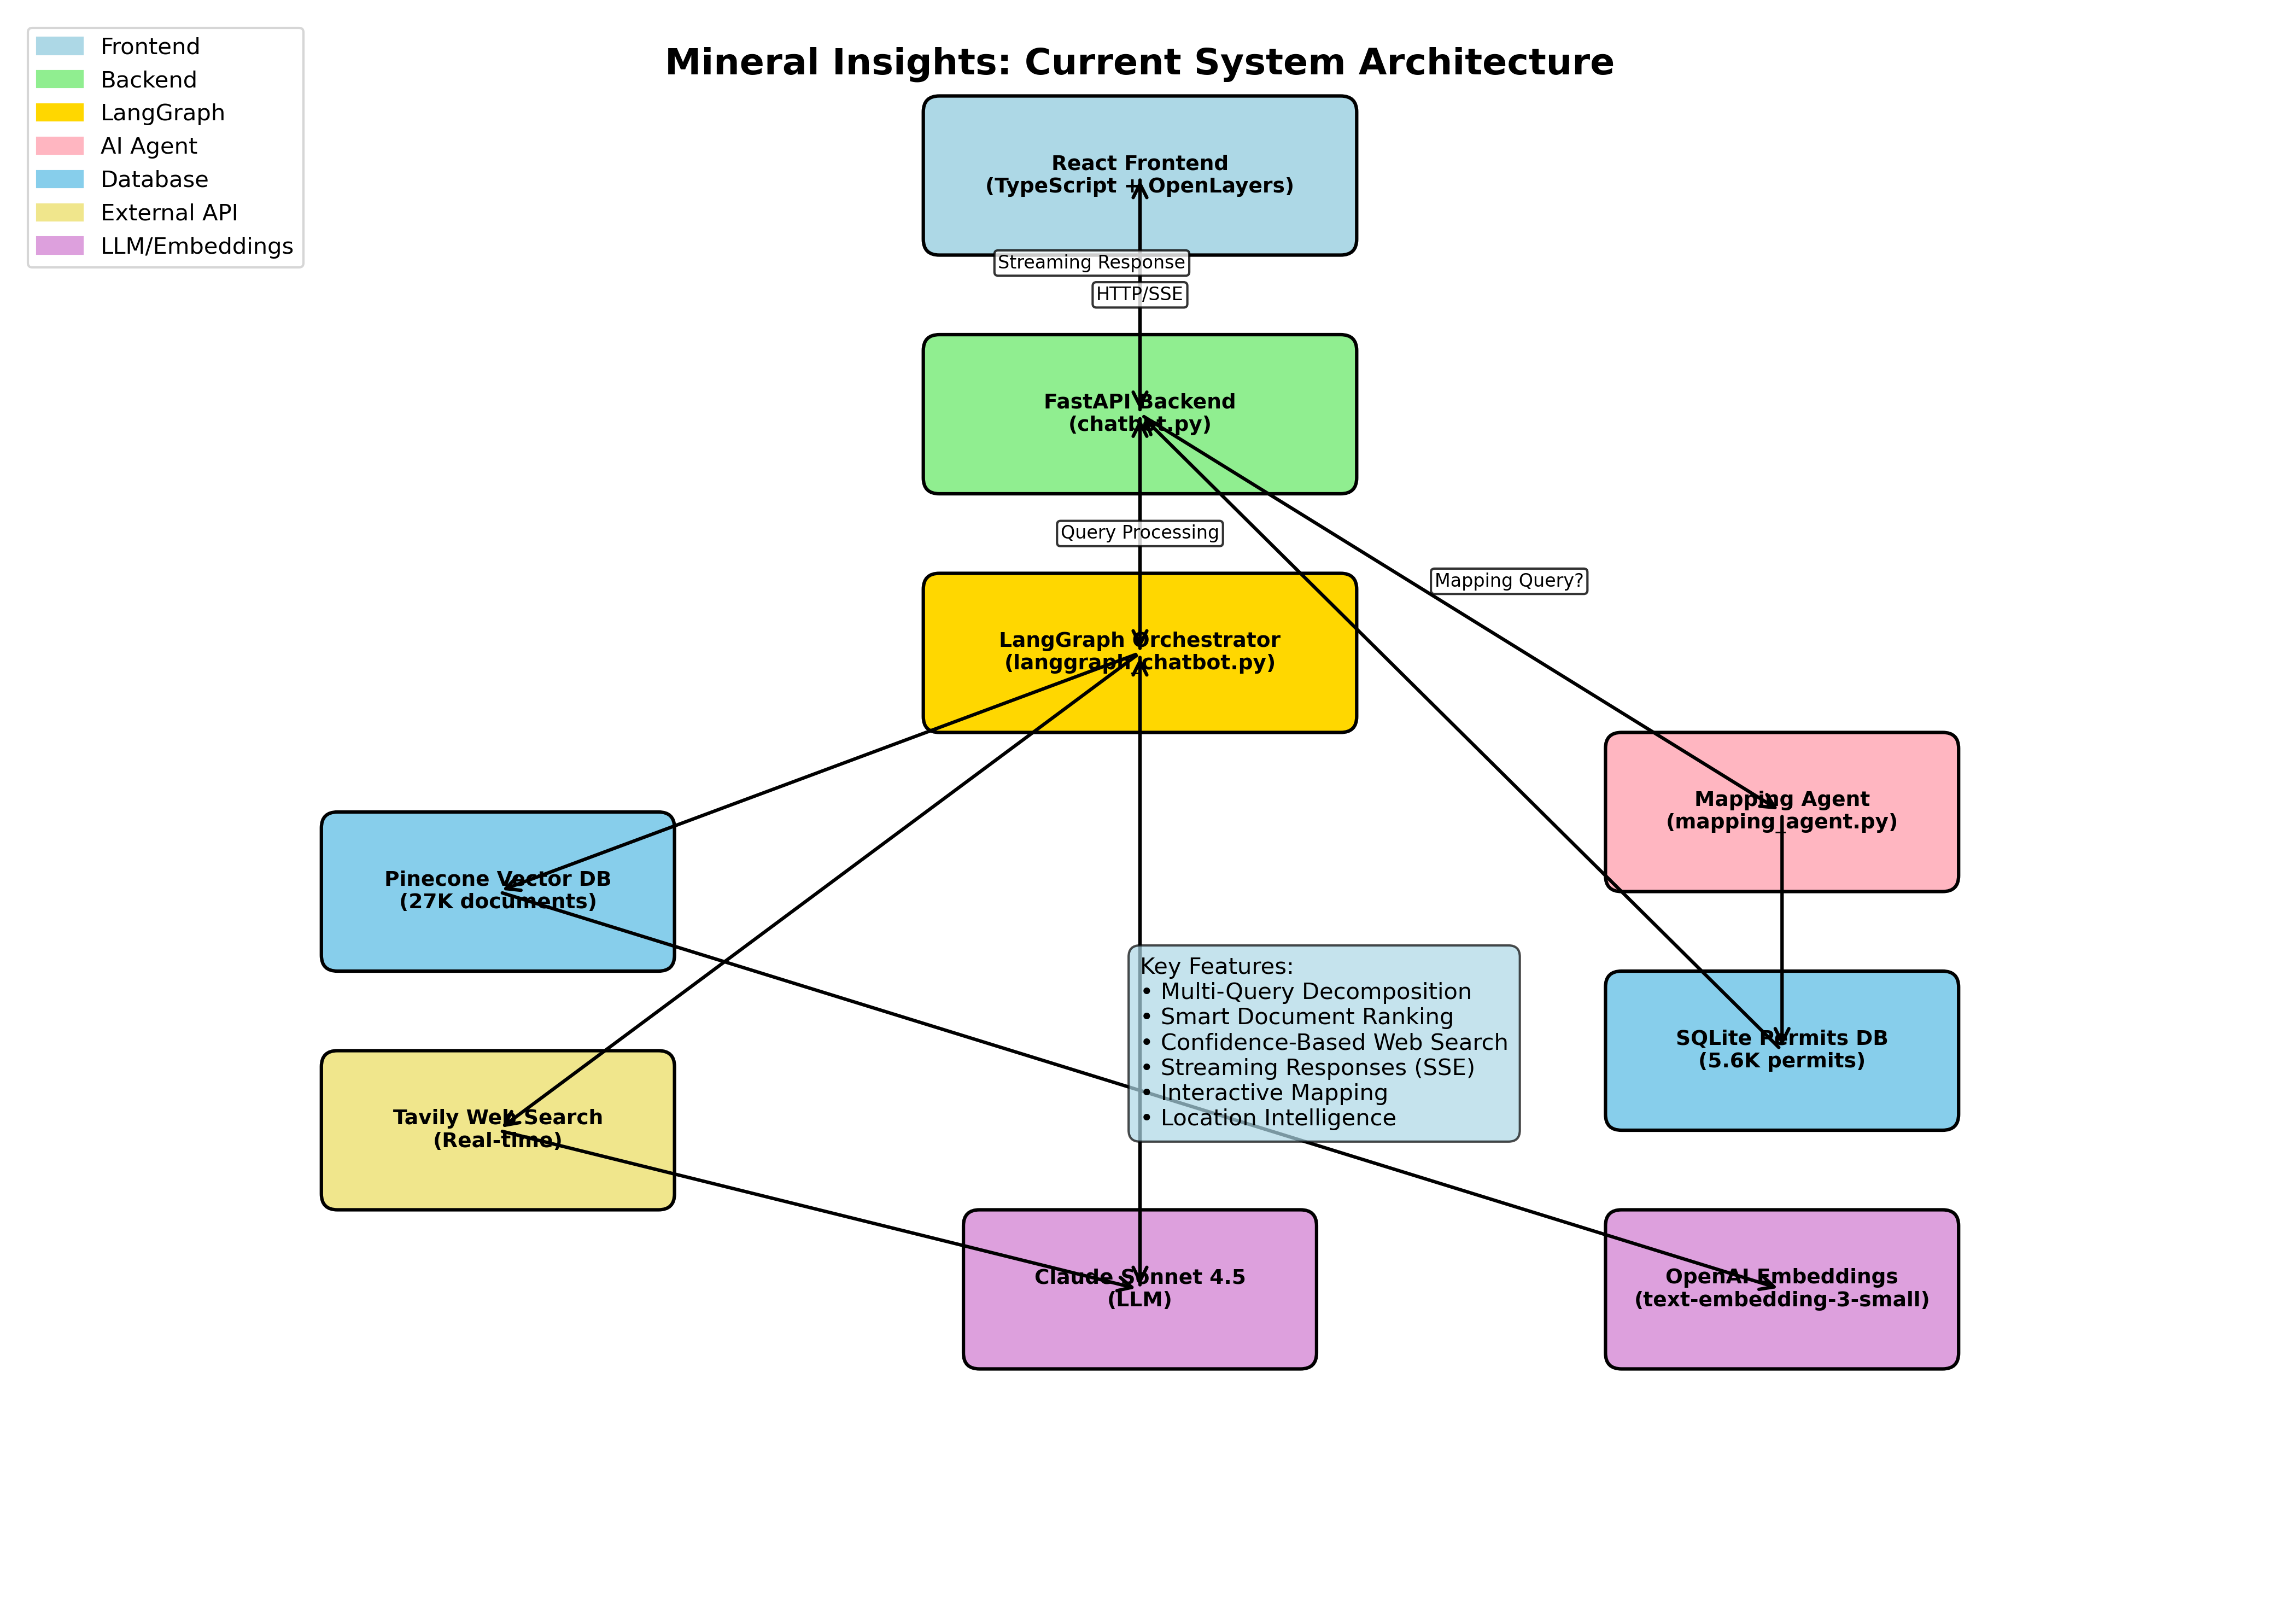 Mineral Insights: Current System Architecture
Frontend
Backend
LangGraph
AI Agent
Database
External API
LLM/Embeddings
React Frontend
(TypeScript + OpenLayers)
Streaming Response
HTTP/SSE
FastAPI Backend
(chatbot.py)
Query Processing
Mapping Query?
LangGraph Orchestrator
(langgraph_chatbot.py)
Mapping Agent
(mapping_agent.py)
Pinecone Vector DB
(27K documents)
Key Features:
• Multi-Query Decomposition
• Smart Document Ranking
• Confidence-Based Web Search
• Streaming Responses (SSE)
• Interactive Mapping
• Location Intelligence
SQLite Permits DB
(5.6K permits)
Tavily Web Search
(Real-time)
Claude Sonnet 4.5
(LLM)
OpenAI Embeddings
(text-embedding-3-small)